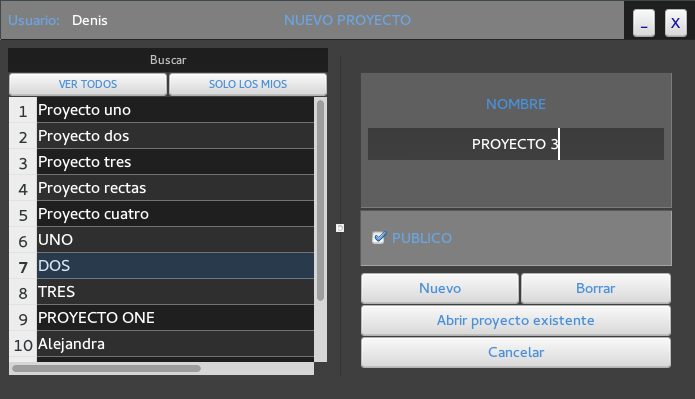 Usuario: Denis NUEVO PROYECTO _ X
Buscar
VER TODOS SOLO LOS MIOS
1 Proyecto uno
2 Proyecto dos
3 Proyecto tres
4 Proyecto rectas
5 Proyecto cuatro
6 UNO
7 DOS
8 TRES
9 PROYECTO ONE
10 Alejandra
NOMBRE
PROYECTO 3
PUBLICO
Nuevo Borrar
Abrir proyecto existente
Cancelar